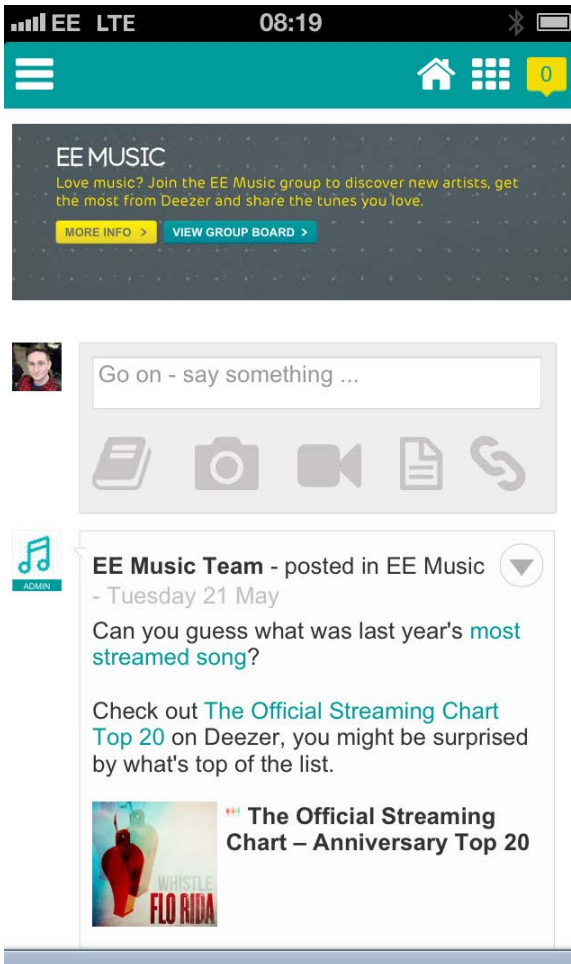 EE LTE 08:19
0
EE MUSIC
Love music? Join the EE Music group to discover new artists, get
the most from Deezer and share the tunes you love.
MORE INFO >
VIEW GROUP BOARD >
Go on - say something ...
ADMIN
EE Music Team - posted in EE Music
- Tuesday 21 May
Can you guess what was last year's most
streamed song?
Check out The Official Streaming Chart
Top 20 on Deezer, you might be surprised
by what's top of the list.
The Official Streaming
Chart – Anniversary Top 20
WHISTLE
FLO RIDA